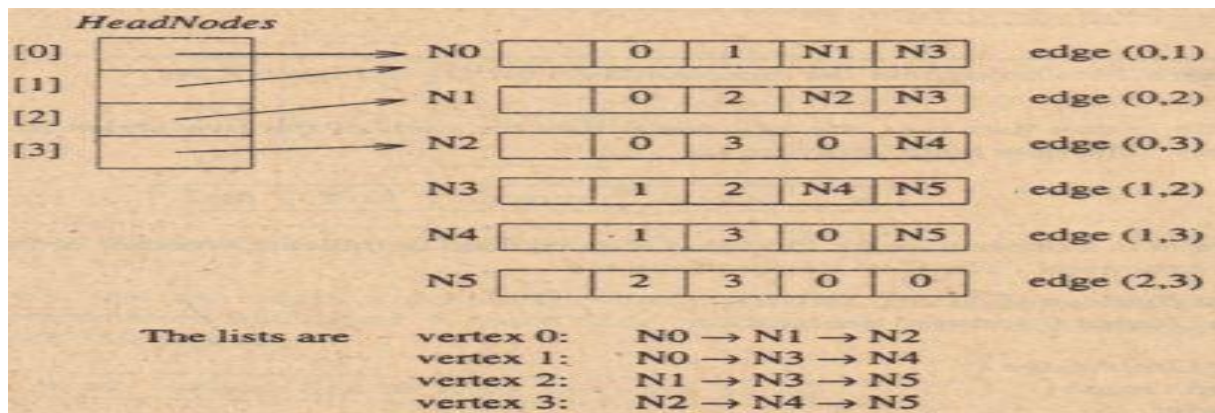 HeadNodes
[0] N0 0 1 N1 N3 edge (0,1)
[1]
N1 0 2 N2 N3 edge (0,2)
[2]
[3] N2 0 3 0 N4 edge (0,3)
N3 1 2 N4 N5 edge (1,2)
N4 1 3 0 N5 edge (1,3)
N5 2 3 0 0 edge (2,3)
The lists are vertex 0: N0 → N1 → N2
vertex 1: N0 → N3 → N4
vertex 2: N1 → N3 → N5
vertex 3: N2 → N4 → N5